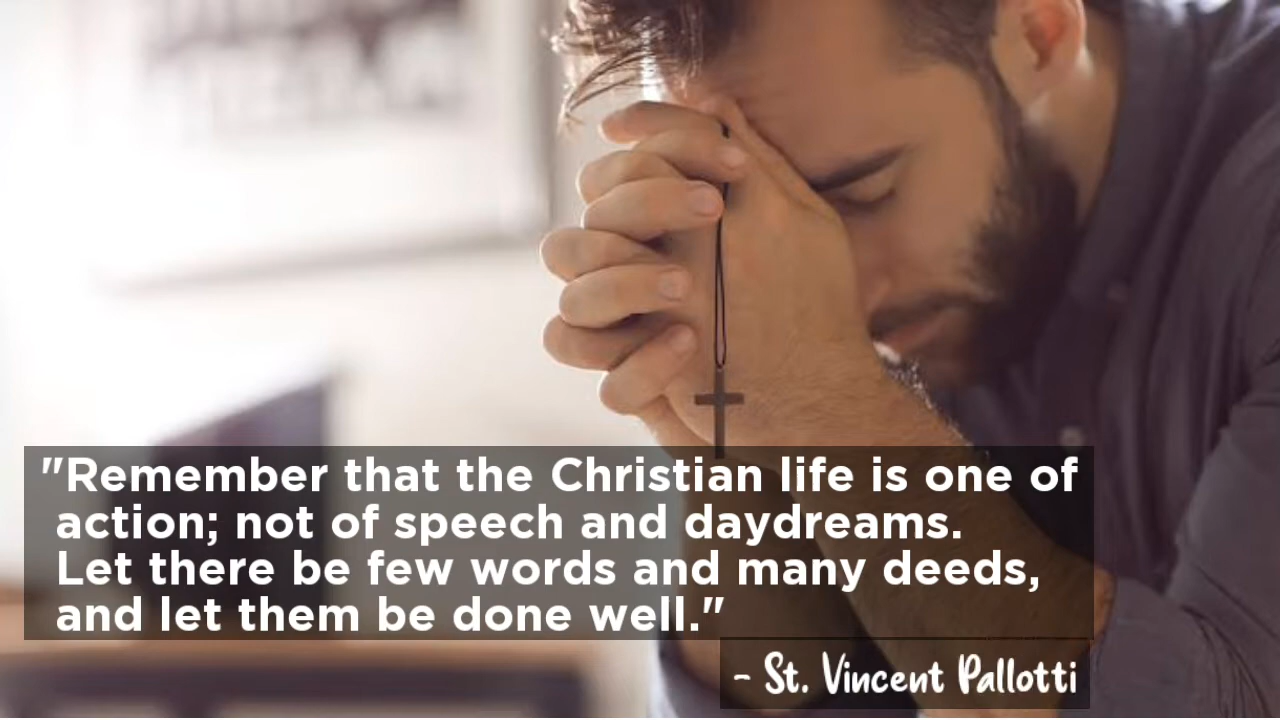 "Remember that the Christian life is one of
action; not of speech and daydreams.
Let there be few words and many deeds,
and let them be done well."
- St. Vincent Pallotti